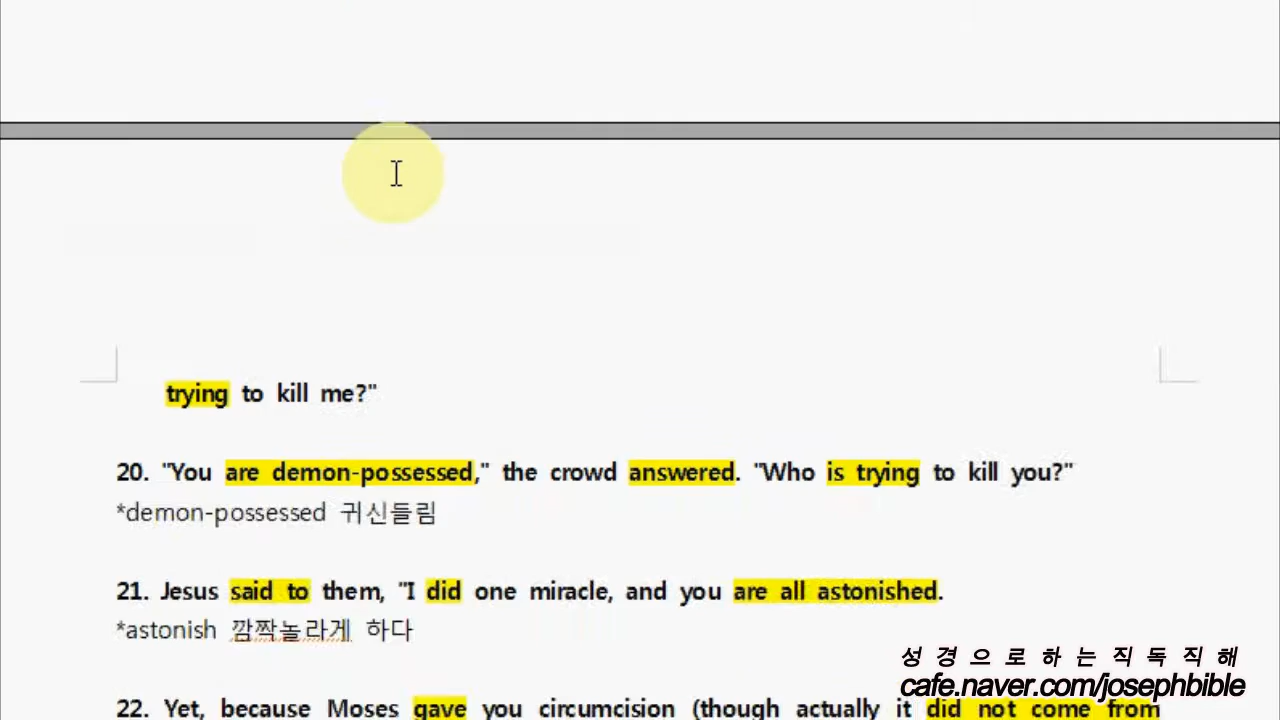 trying to kill me?"
20. "You are demon-possessed," the crowd answered. "Who is trying to kill you?"
*demon-possessed 귀신들림
21. Jesus said to them, "I did one miracle, and you are all astonished.
*astonish 깜짝놀라게 하다
22. Yet, because Moses gave you circumcision (though actually it did not come from
성경으로하는직독직해
cafe.naver.com/josephbible